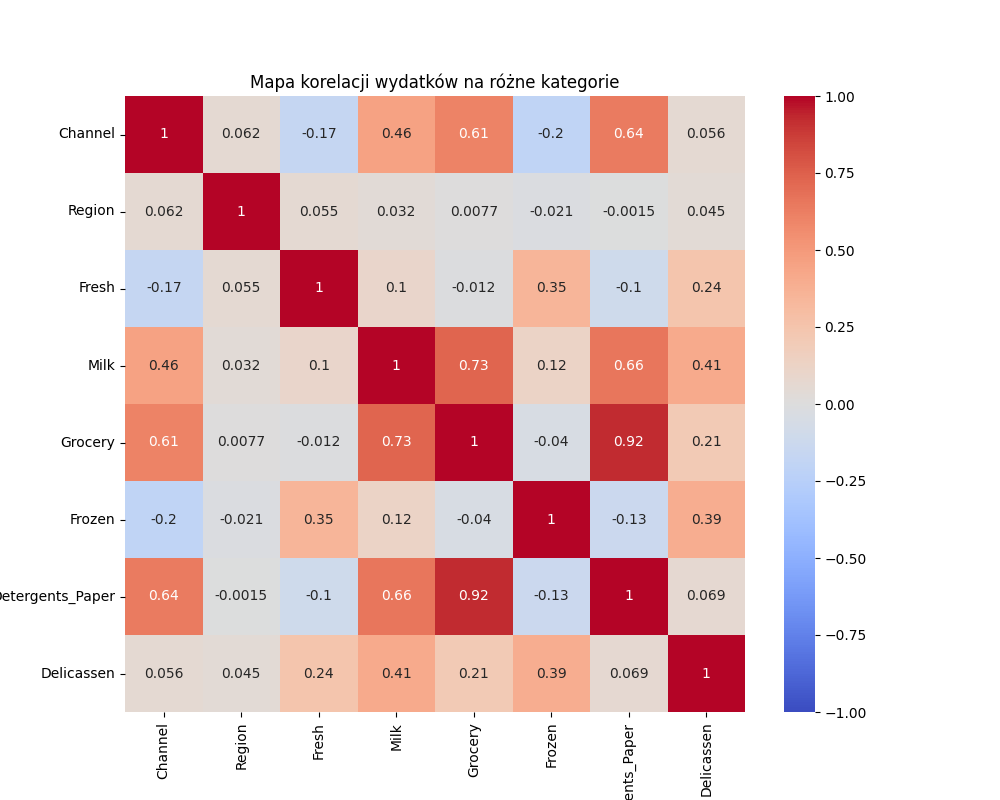 Mapa korelacji wydatków na różne kategorie
Channel 1 0.062 -0.17 0.46 0.61 -0.2 0.64 0.056
Region 0.062 1 0.055 0.032 0.0077 -0.021 -0.0015 0.045
Fresh -0.17 0.055 1 0.1 -0.012 0.35 -0.1 0.24
Milk 0.46 0.032 0.1 1 0.73 0.12 0.66 0.41
Grocery 0.61 0.0077 -0.012 0.73 1 -0.04 0.92 0.21
Frozen -0.2 -0.021 0.35 0.12 -0.04 1 -0.13 0.39
Detergents_Paper 0.64 -0.0015 -0.1 0.66 0.92 -0.13 1 0.069
Delicassen 0.056 0.045 0.24 0.41 0.21 0.39 0.069 1
Channel
Region
Fresh
Milk
Grocery
Frozen
ents_Paper
Delicassen
1.00
0.75
0.50
0.25
0.00
−0.25
−0.50
−0.75
−1.00